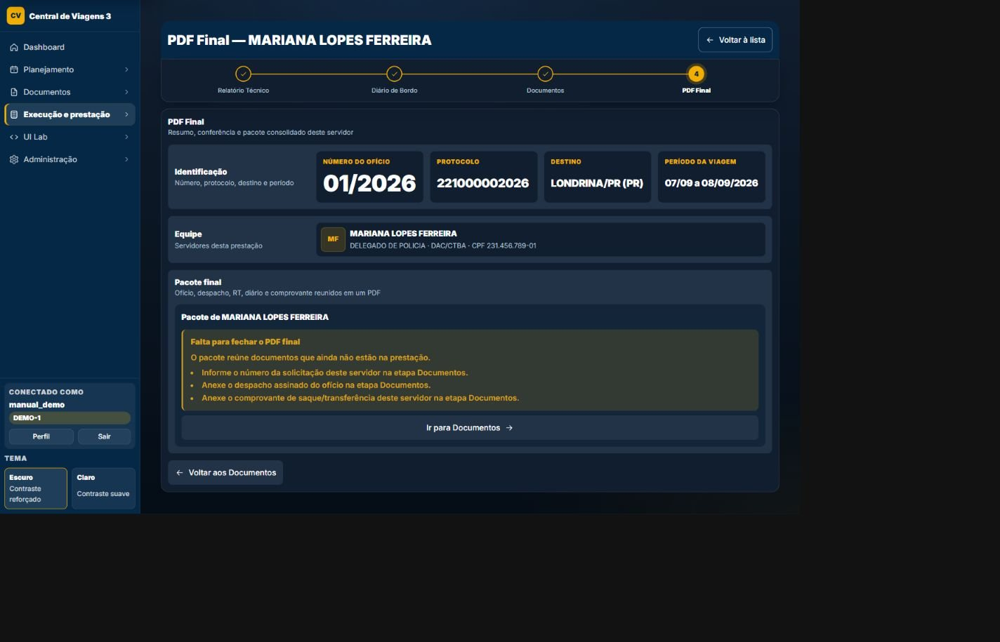 CV Central de Viagens 3
Dashboard
Planejamento
Documentos
Execução e prestação
UI Lab
Administração
CONECTADO COMO
manual_demo
DEMO-1
Perfil
Sair
TEMA
Escuro
Contraste
reforçado
Claro
Contraste suave
PDF Final — MARIANA LOPES FERREIRA
← Voltar à lista
Relatório Técnico
Diário de Bordo
Documentos
4
PDF Final
PDF Final
Resumo, conferência e pacote consolidado deste servidor
Identificação
Número, protocolo, destino e período
NÚMERO DO OFÍCIO
01/2026
PROTOCOLO
221000002026
DESTINO
LONDRINA/PR (PR)
PERÍODO DA VIAGEM
07/09 a 08/09/2026
Equipe
Servidores desta prestação
MF
MARIANA LOPES FERREIRA
DELEGADO DE POLICIA · DAC/CTBA · CPF 231.456.789-01
Pacote final
Ofício, despacho, RT, diário e comprovante reunidos em um PDF
Pacote de MARIANA LOPES FERREIRA
Falta para fechar o PDF final
O pacote reúne documentos que ainda não estão na prestação.
• Informe o número da solicitação deste servidor na etapa Documentos.
• Anexe o despacho assinado do ofício na etapa Documentos.
• Anexe o comprovante de saque/transferência deste servidor na etapa Documentos.
Ir para Documentos →
← Voltar aos Documentos